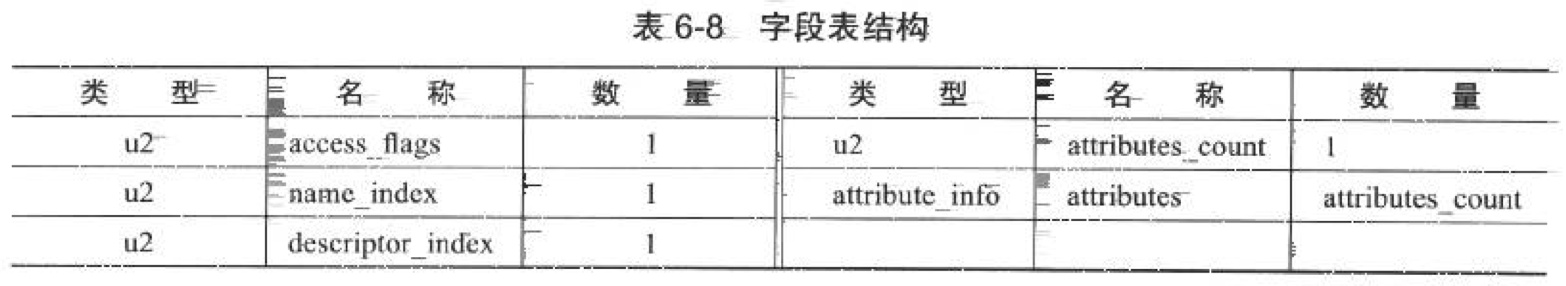 表 6-8 字段表结构
类 型 名 称 数 量 类 型 名 称 数 量
u2 access_flags 1 u2 attributes_count 1
u2 name_index 1 attribute_info attributes attributes_count
u2 descriptor_index 1